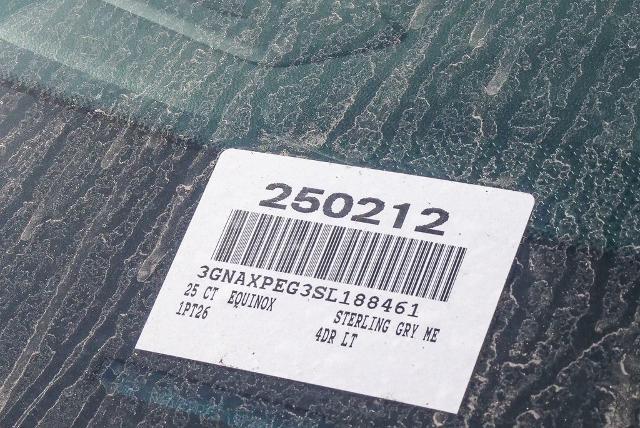 250212
3GNAXPEG3SL188461
25 CT EQUINOX STERLING GRY ME
1PT26 4DR LT